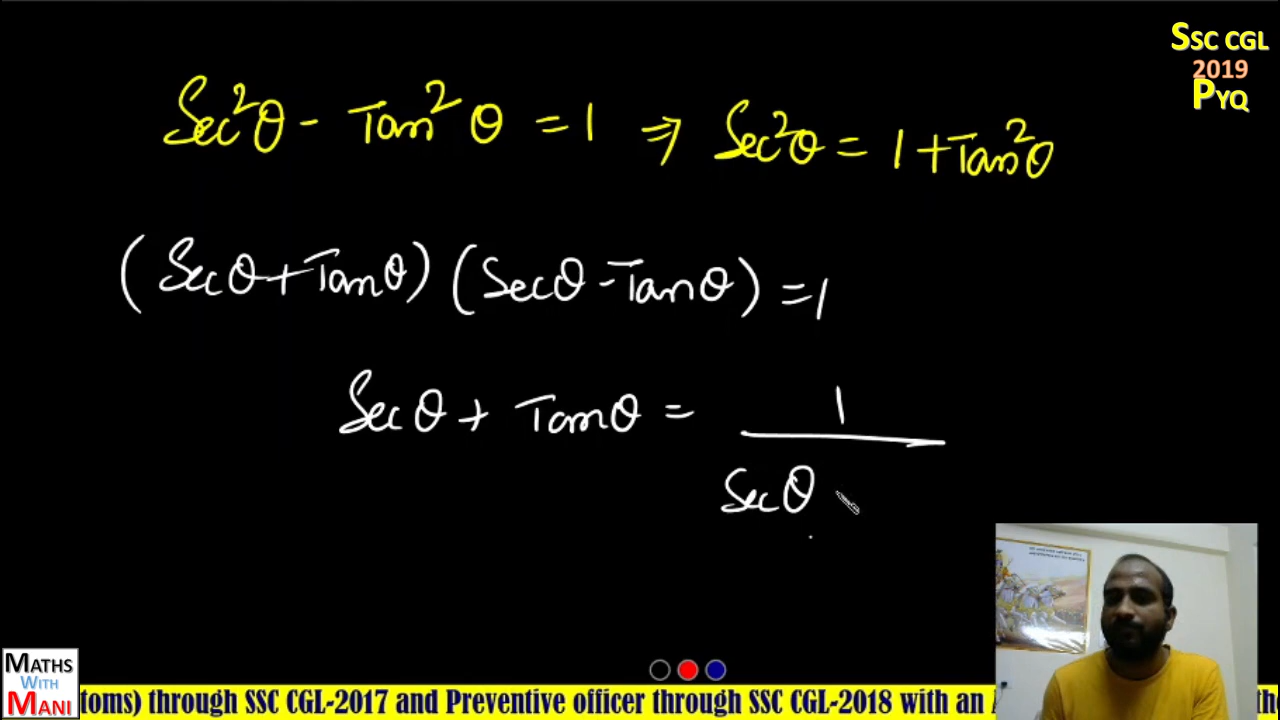 SSC CGL
2019
PYQ
Sec²θ - Tan²θ = 1 ⇒ Sec²θ = 1 + Tan²θ
(Secθ + Tanθ) (Secθ - Tanθ) = 1
Secθ + Tanθ = 1
Secθ
MATHS
WITH
MANI
toms) through SSC CGL-2017 and Preventive officer through SSC CGL-2018 with an